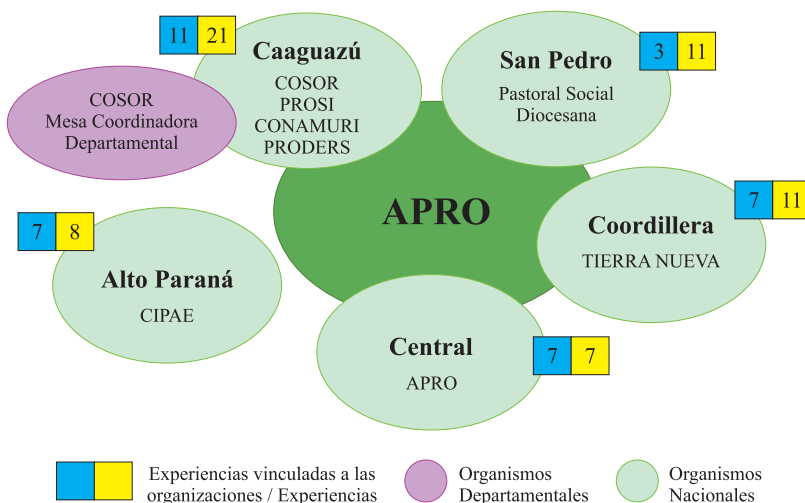 11 21
Caaguazú
COSOR
PROSI
CONAMURI
PRODERS
COSOR
Mesa Coordinadora
Departamental
3 11
San Pedro
Pastoral Social
Diocesana
APRO
7 11
Coordillera
TIERRA NUEVA
7 8
Alto Paraná
CIPAE
7 7
Central
APRO
Experiencias vinculadas a las
organizaciones / Experiencias
Organismos
Departamentales
Organismos
Nacionales